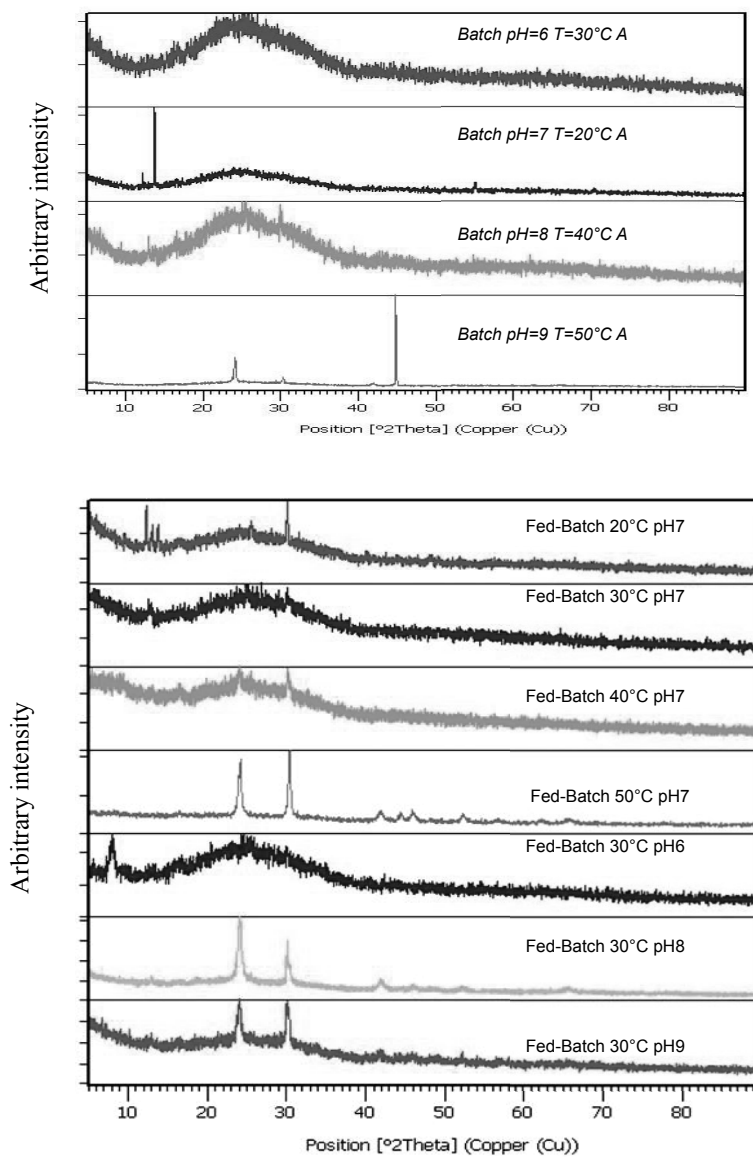 Arbitrary intensity
Batch pH=6 T=30°C A
Batch pH=7 T=20°C A
Batch pH=8 T=40°C A
Batch pH=9 T=50°C A
10 20 30 40 50 60 70 80
Position [°2Theta] (Copper (Cu))
Arbitrary intensity
Fed-Batch 20°C pH7
Fed-Batch 30°C pH7
Fed-Batch 40°C pH7
Fed-Batch 50°C pH7
Fed-Batch 30°C pH6
Fed-Batch 30°C pH8
Fed-Batch 30°C pH9
10 20 30 40 50 60 70 80
Position [°2Theta] (Copper (Cu))